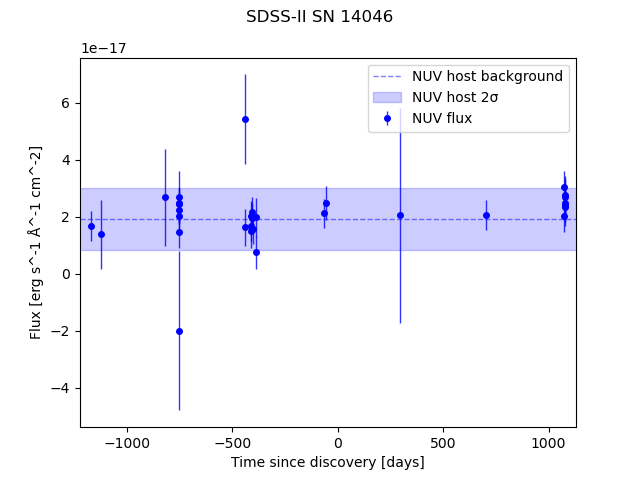 SDSS-II SN 14046
1e−17
NUV host background
NUV host 2σ
NUV flux
6
4
2
0
−2
−4
Flux [erg s^-1 Å^-1 cm^-2]
−1000
−500
0
500
1000
Time since discovery [days]